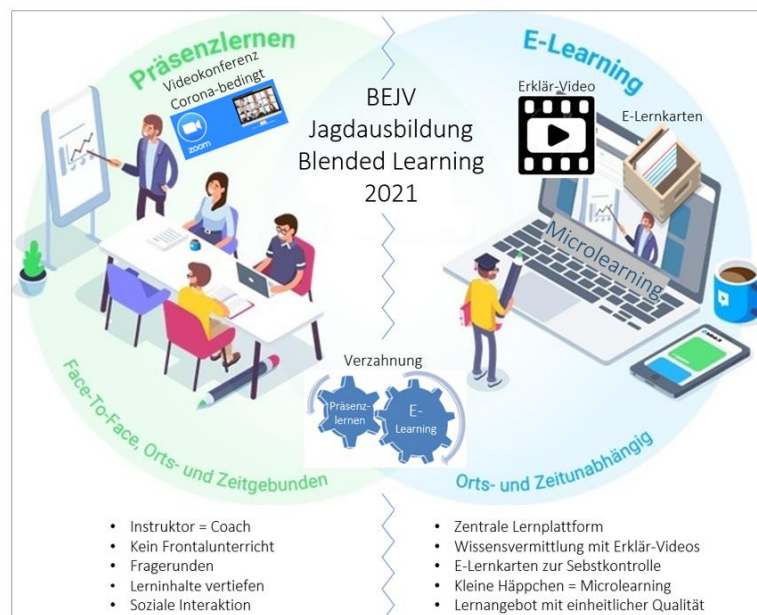 Präsenzlernen
Videokonferenz
Corona-bedingt
zoom
BEJV
Jagdausbildung
Blended Learning
2021
E-Learning
Erklär-Video
E-Lernkarten
Microlearning
Verzahnung
Präsenz-
lernen
E-
Learning
Face-To-Face, Orts- und Zeitgebunden
Orts- und Zeitunabhängig
• Instruktor = Coach
• Kein Frontalunterricht
• Fragerunden
• Lerninhalte vertiefen
• Soziale Interaktion
• Zentrale Lernplattform
• Wissensvermittlung mit Erklär-Videos
• E-Lernkarten zur Sebstkontrolle
• Kleine Häppchen = Microlearning
• Lernangebot mit einheitlicher Qualität